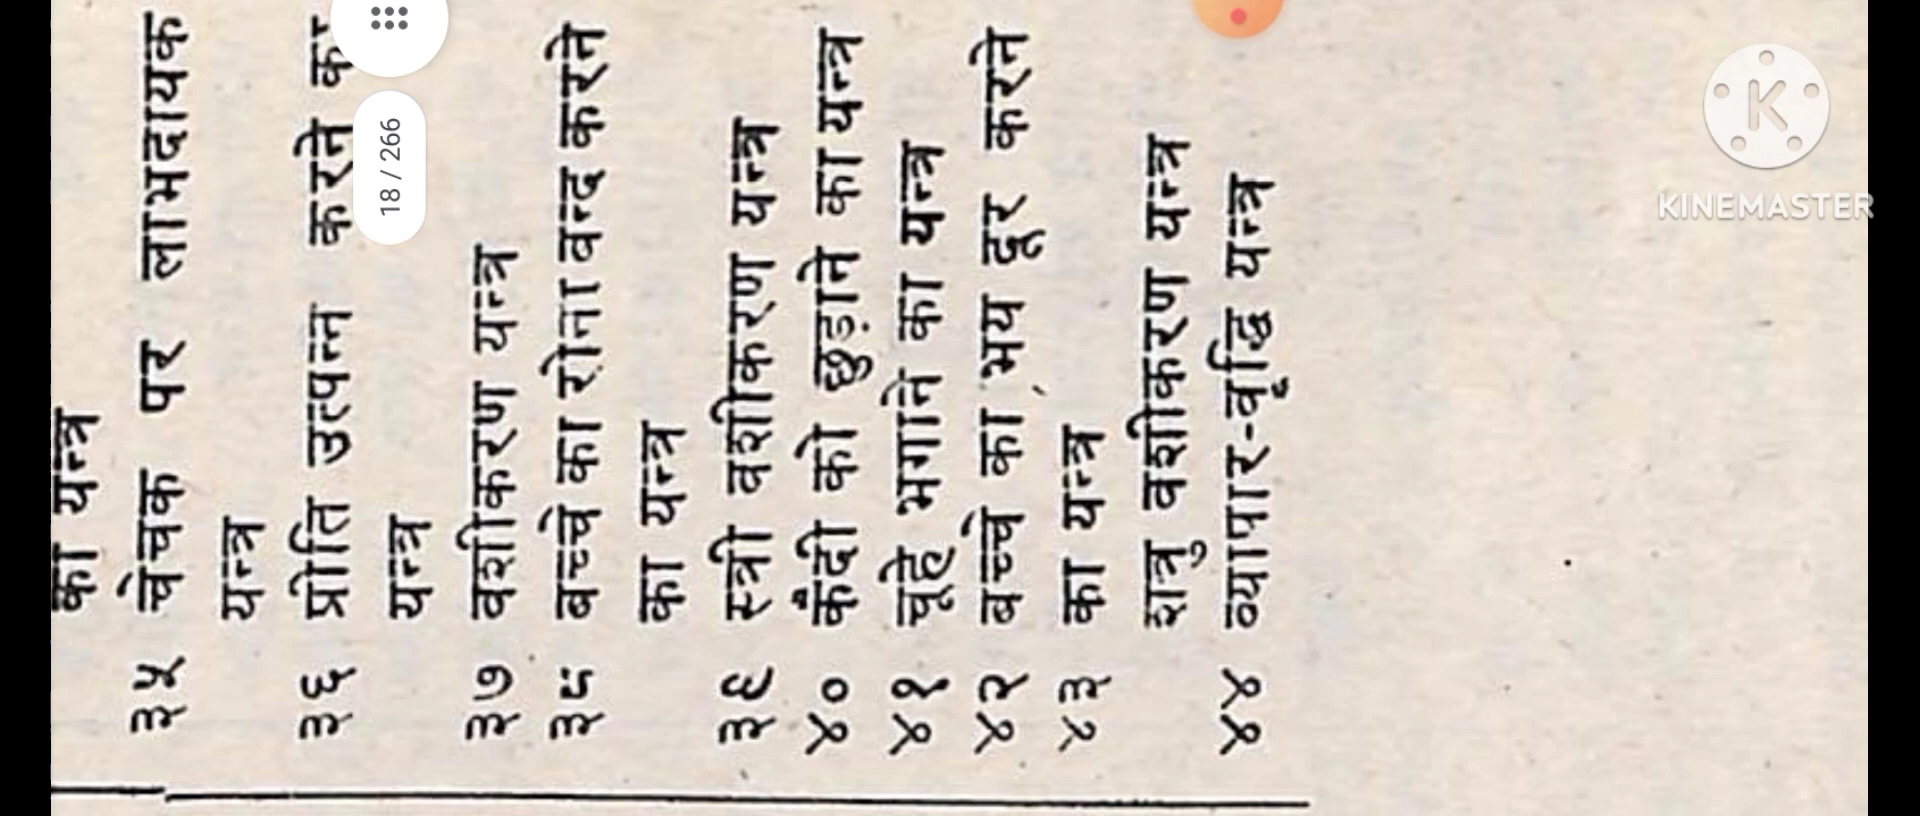 का यन्त्र
३५ चेचक पर लाभदायक
यन्त्र
३६ प्रीति उत्पन्न करने का
यन्त्र
३७ वशीकरण यन्त्र
३८ बच्चे का रोना बन्द करने
का यन्त्र
३९ स्त्री वशीकरण यन्त्र
४० कैदी को छुड़ाने का यन्त्र
४१ चूहे भगाने का यन्त्र
४२ बच्चे का भय दूर करने
४३ का यन्त्र
शत्रु वशीकरण यन्त्र
४४ व्यापार-वृद्धि यन्त्र
18 / 266
K
KINEMASTER